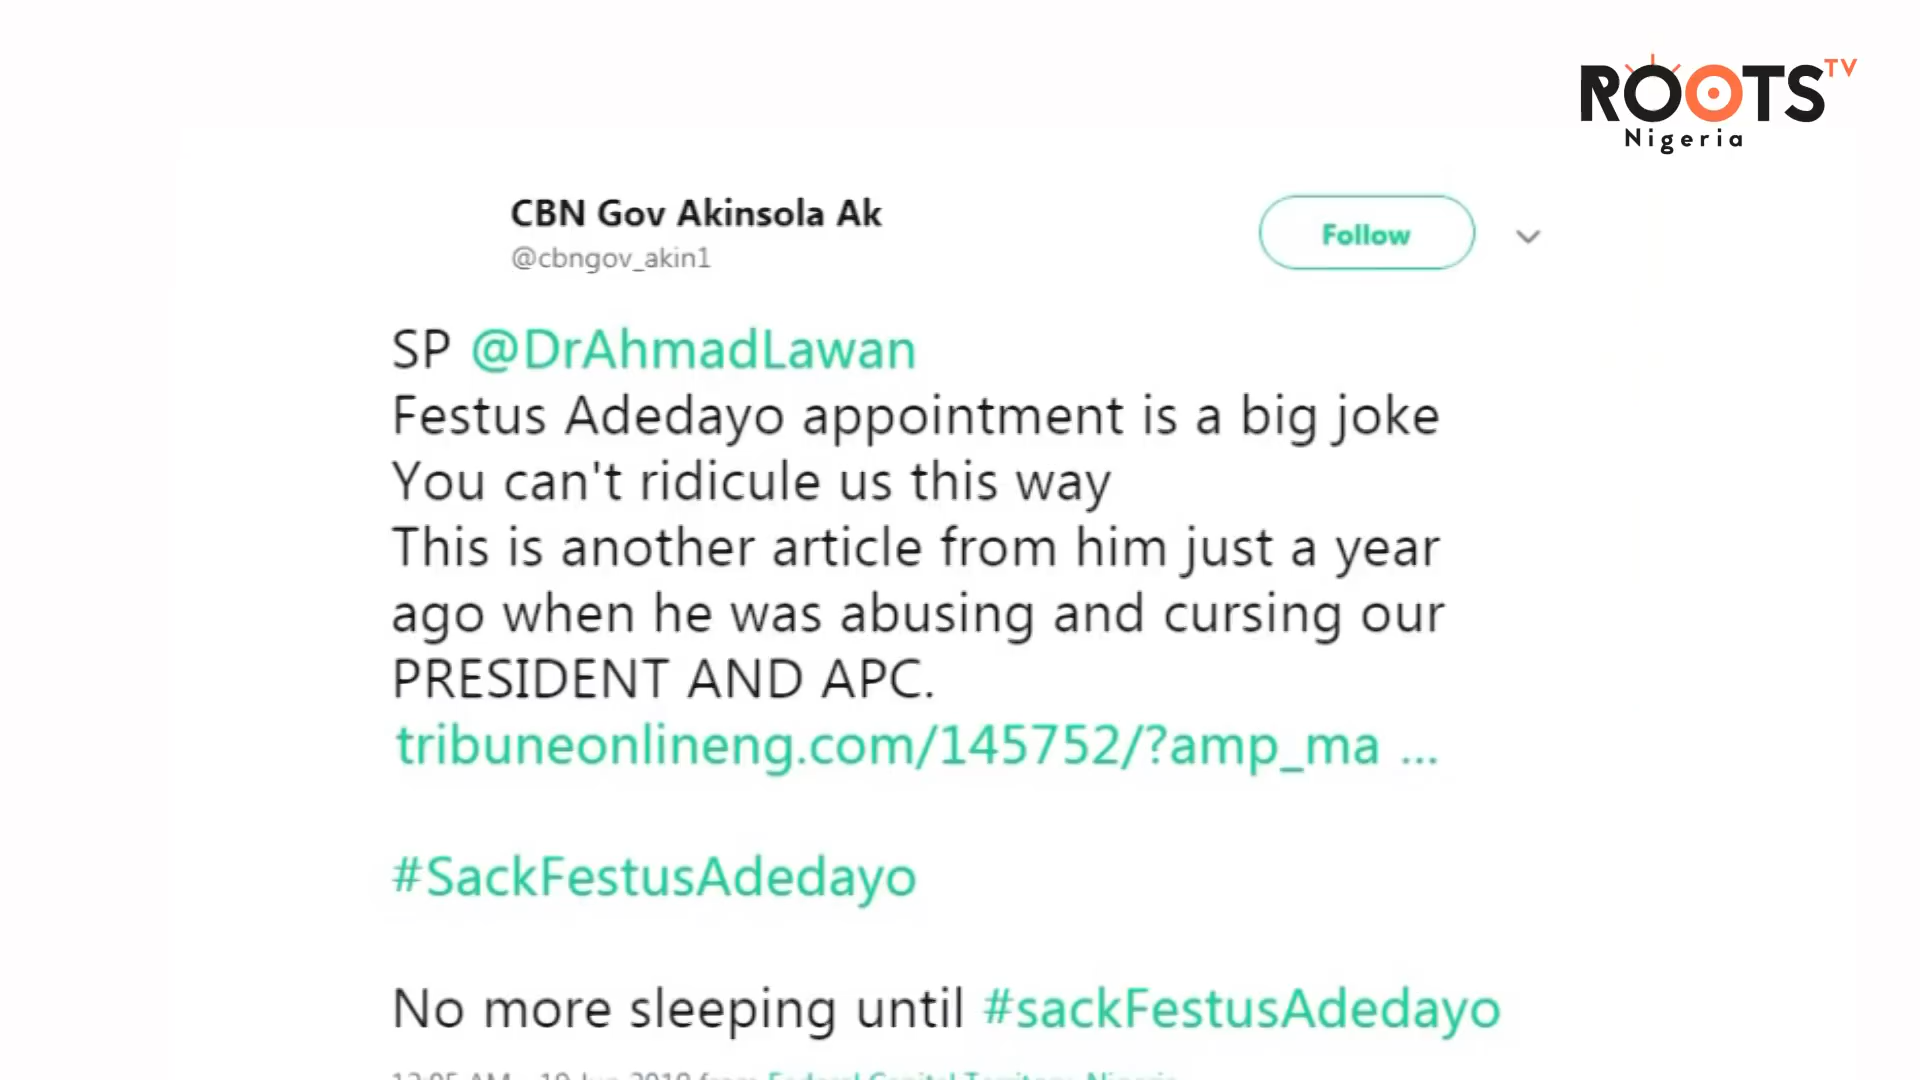 ROOTS TV
Nigeria
CBN Gov Akinsola Ak
@cbngov_akin1
Follow
SP @DrAhmadLawan
Festus Adedayo appointment is a big joke
You can't ridicule us this way
This is another article from him just a year
ago when he was abusing and cursing our
PRESIDENT AND APC.
tribuneonlineng.com/145752/?amp_ma ...
#SackFestusAdedayo
No more sleeping until #sackFestusAdedayo